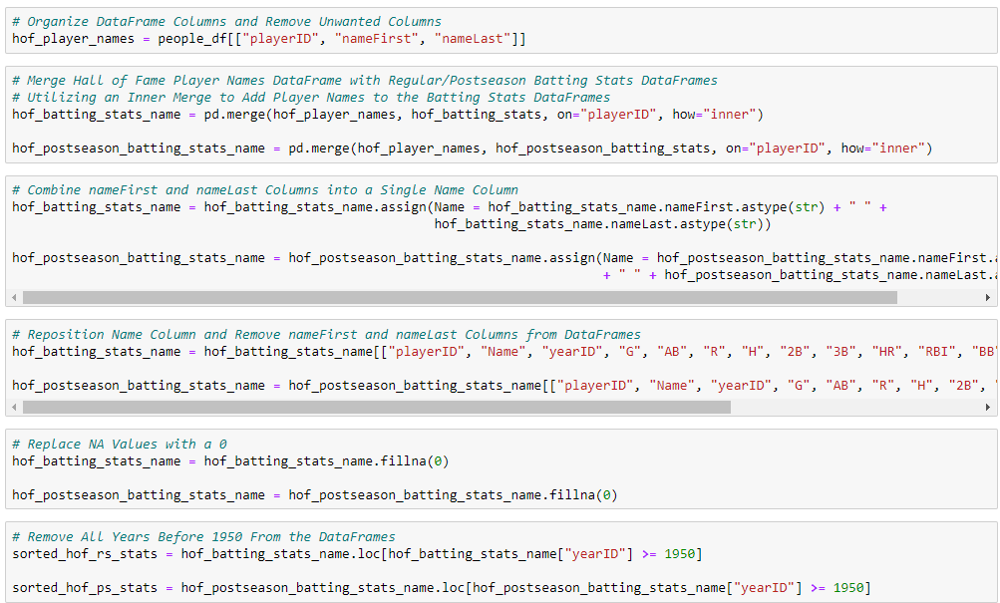 # Organize DataFrame Columns and Remove Unwanted Columns
hof_player_names = people_df[["playerID", "nameFirst", "nameLast"]]
# Merge Hall of Fame Player Names DataFrame with Regular/Postseason Batting Stats DataFrames
# Utilizing an Inner Merge to Add Player Names to the Batting Stats DataFrames
hof_batting_stats_name = pd.merge(hof_player_names, hof_batting_stats, on="playerID", how="inner")
hof_postseason_batting_stats_name = pd.merge(hof_player_names, hof_postseason_batting_stats, on="playerID", how="inner")
# Combine nameFirst and nameLast Columns into a Single Name Column
hof_batting_stats_name = hof_batting_stats_name.assign(Name = hof_batting_stats_name.nameFirst.astype(str) + " " +
hof_batting_stats_name.nameLast.astype(str))
hof_postseason_batting_stats_name = hof_postseason_batting_stats_name.assign(Name = hof_postseason_batting_stats_name.nameFirst.
+ " " + hof_postseason_batting_stats_name.nameLast.
# Reposition Name Column and Remove nameFirst and nameLast Columns from DataFrames
hof_batting_stats_name = hof_batting_stats_name[["playerID", "Name", "yearID", "G", "AB", "R", "H", "2B", "3B", "HR", "RBI", "BB"
hof_postseason_batting_stats_name = hof_postseason_batting_stats_name[["playerID", "Name", "yearID", "G", "AB", "R", "H", "2B",
# Replace NA Values with a 0
hof_batting_stats_name = hof_batting_stats_name.fillna(0)
hof_postseason_batting_stats_name = hof_postseason_batting_stats_name.fillna(0)
# Remove All Years Before 1950 From the DataFrames
sorted_hof_rs_stats = hof_batting_stats_name.loc[hof_batting_stats_name["yearID"] >= 1950]
sorted_hof_ps_stats = hof_postseason_batting_stats_name.loc[hof_postseason_batting_stats_name["yearID"] >= 1950]